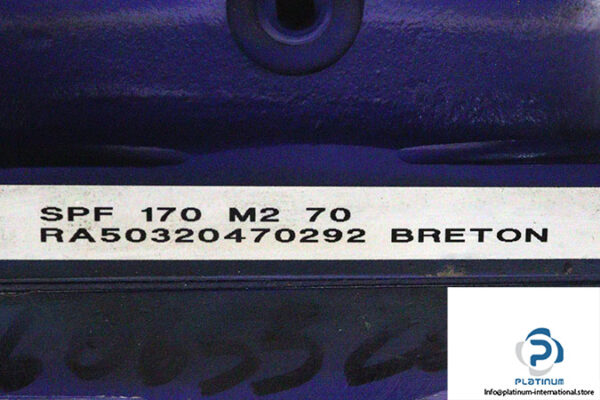 SPF 170 M2 70
RA50320470292 BRETON
PLATINUM
info@platinum-international.store